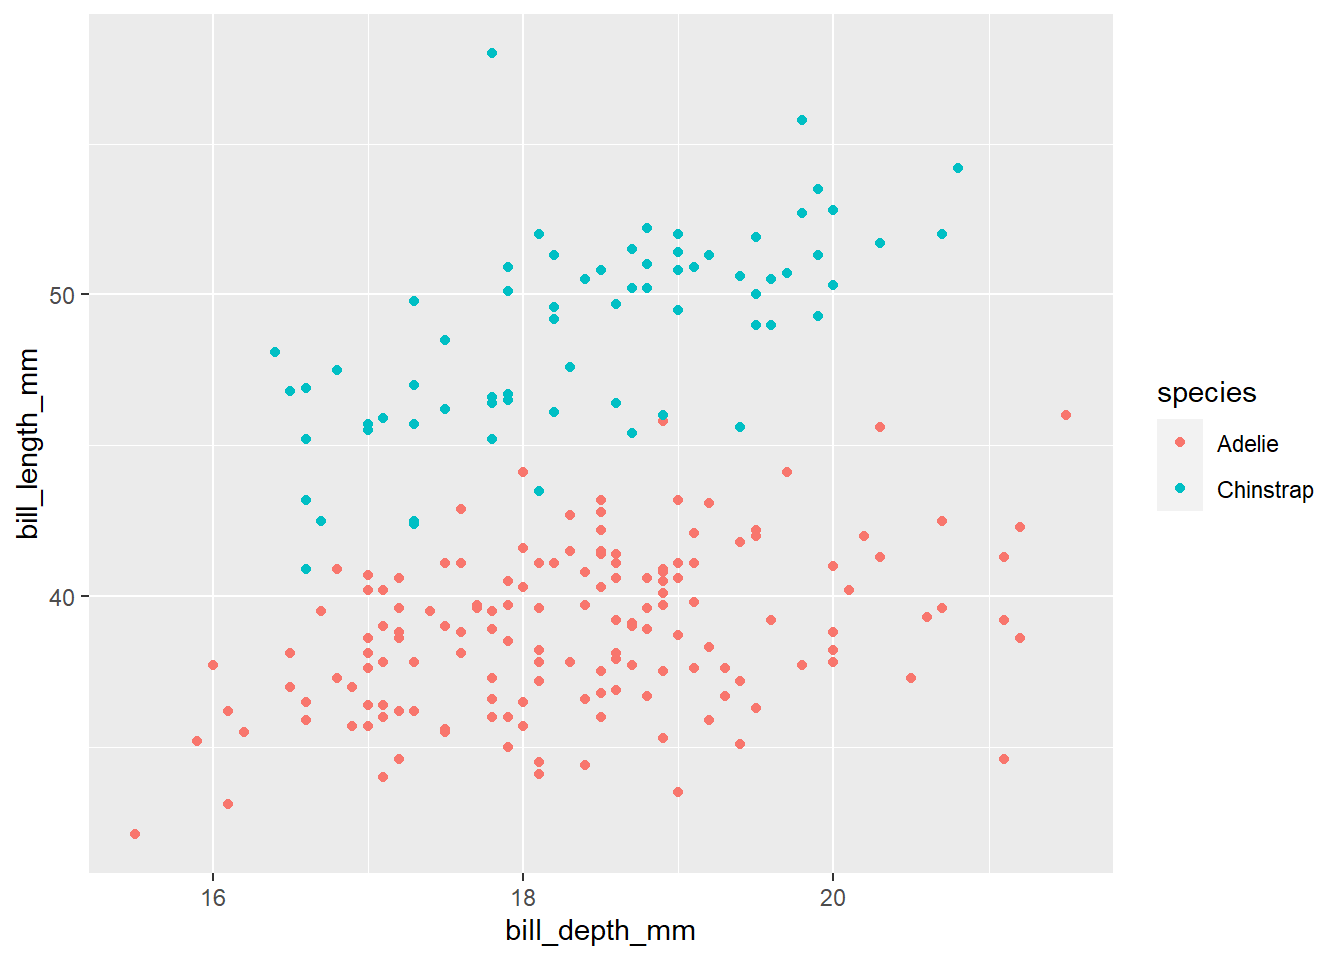 50
40
bill_length_mm
16 18 20
bill_depth_mm
species
Adelie
Chinstrap